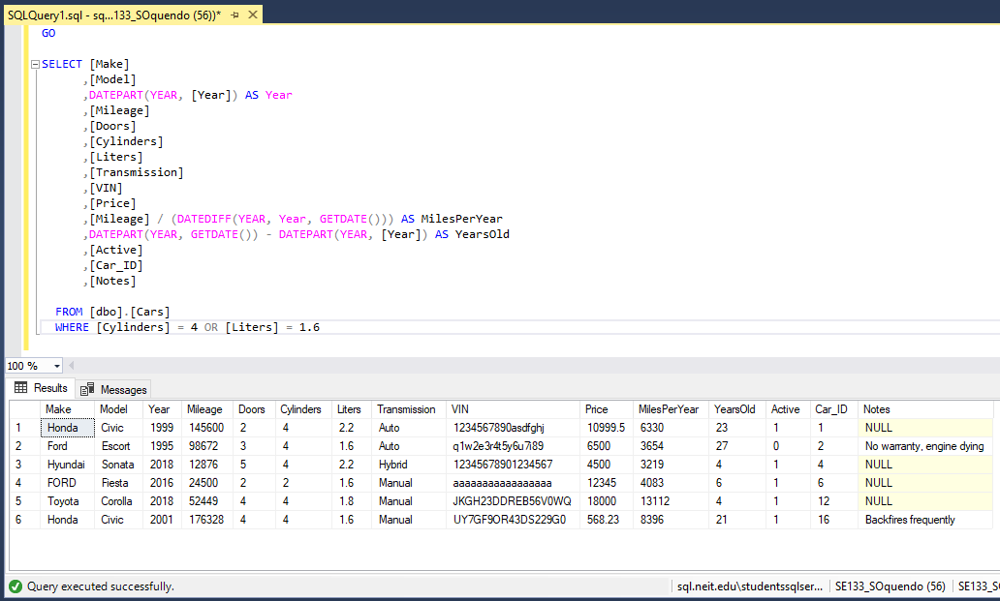 SQLQuery1.sql - sq...133_SOquendo (56))*
GO
SELECT [Make]
,[Model]
,DATEPART(YEAR, [Year]) AS Year
,[Mileage]
,[Doors]
,[Cylinders]
,[Liters]
,[Transmission]
,[VIN]
,[Price]
,[Mileage] / (DATEDIFF(YEAR, Year, GETDATE())) AS MilesPerYear
,DATEPART(YEAR, GETDATE()) - DATEPART(YEAR, [Year]) AS YearsOld
,[Active]
,[Car_ID]
,[Notes]
FROM [dbo].[Cars]
WHERE [Cylinders] = 4 OR [Liters] = 1.6
100 %
Results Messages
Make Model Year Mileage Doors Cylinders Liters Transmission VIN Price MilesPerYear YearsOld Active Car_ID Notes
1 Honda Civic 1999 145600 2 4 2.2 Auto 1234567890asdfghj 10999.5 6330 23 1 1 NULL
2 Ford Escort 1995 98672 3 4 1.6 Auto q1w2e3r4t5y6u7i89 6500 3654 27 0 2 No warranty, engine dying
3 Hyundai Sonata 2018 12876 5 4 2.2 Hybrid 12345678901234567 4500 3219 4 1 4 NULL
4 FORD Fiesta 2016 24500 2 2 1.6 Manual aaaaaaaaaaaaaaaaa 12345 4083 6 1 6 NULL
5 Toyota Corolla 2018 52449 4 4 1.8 Manual JKGH23DDREB56V0WQ 18000 13112 4 1 12 NULL
6 Honda Civic 2001 176328 4 4 1.6 Manual UY7GF9OR43DS229G0 568.23 8396 21 1 16 Backfires frequently
Query executed successfully.
sql.neit.edu\studentssqlser... SE133_SOquendo (56) SE133_SO